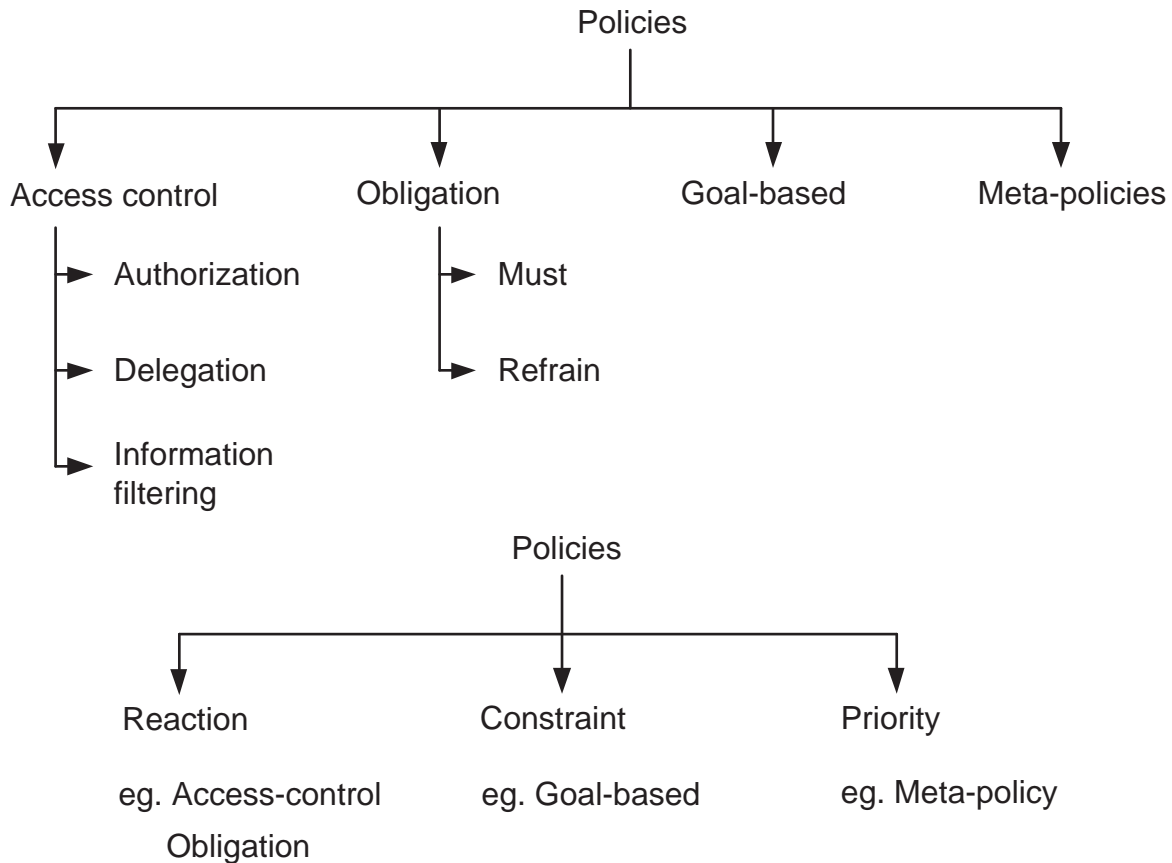 Policies
Access control
Obligation
Goal-based
Meta-policies
Authorization
Must
Delegation
Refrain
Information
filtering
Policies
Reaction
Constraint
Priority
eg. Access-control
eg. Goal-based
eg. Meta-policy
Obligation